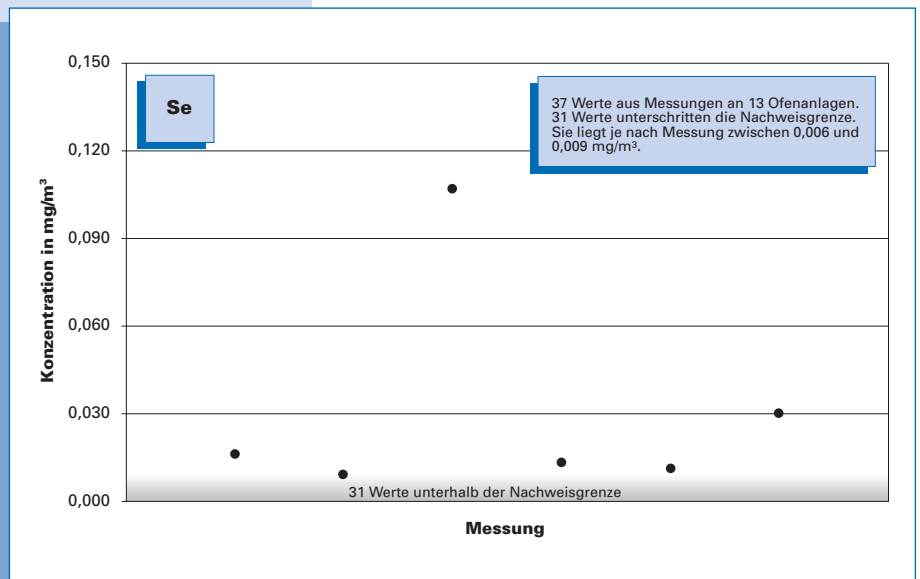 0,150
Se
37 Werte aus Messungen an 13 Ofenanlagen.
31 Werte unterschritten die Nachweisgrenze.
Sie liegt je nach Messung zwischen 0,006 und
0,009 mg/m³.
0,120
0,090
0,060
0,030
0,000
Konzentration in mg/m³
31 Werte unterhalb der Nachweisgrenze
Messung